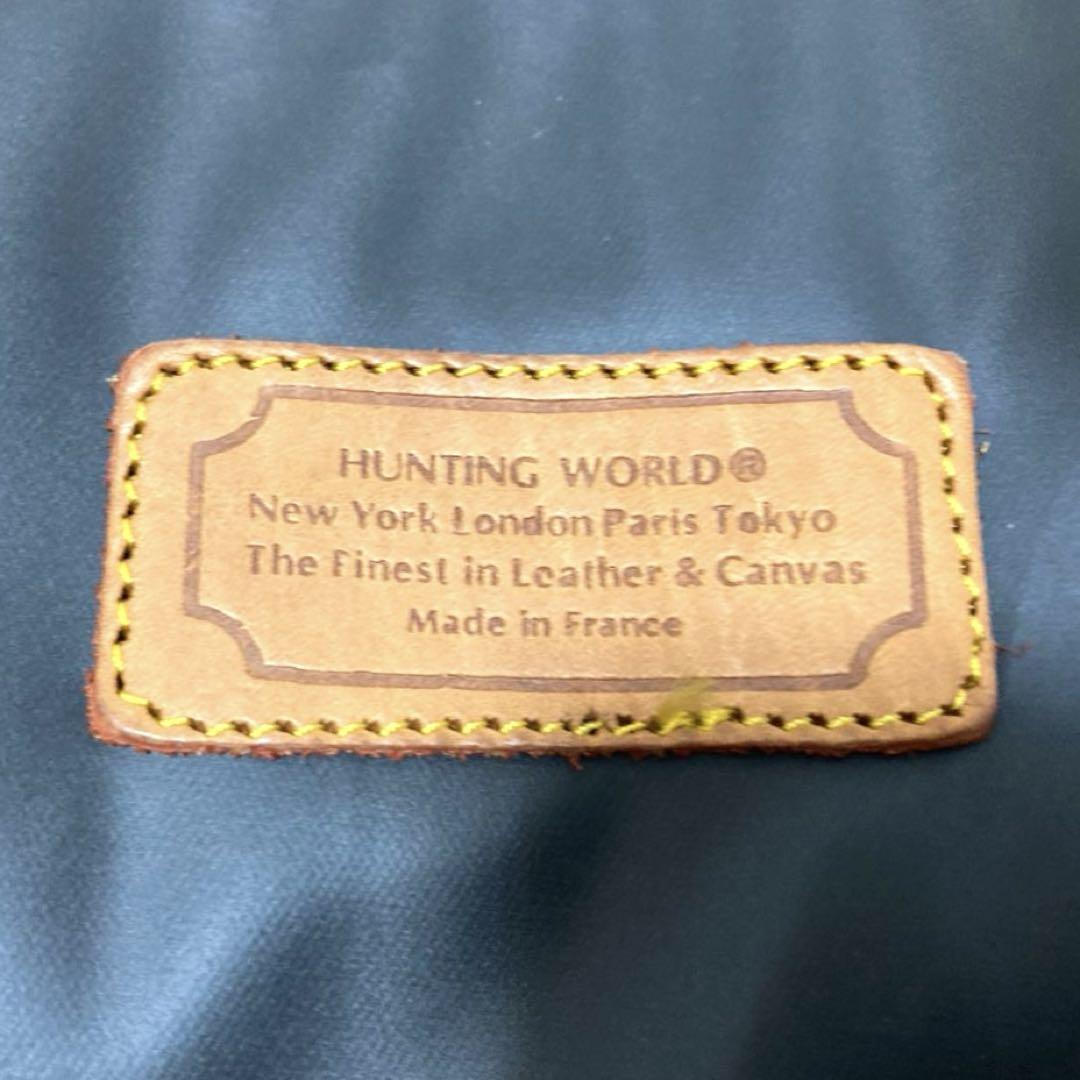 HUNTING WORLD®
New York London Paris Tokyo
The Finest in Leather & Canvas
Made in France